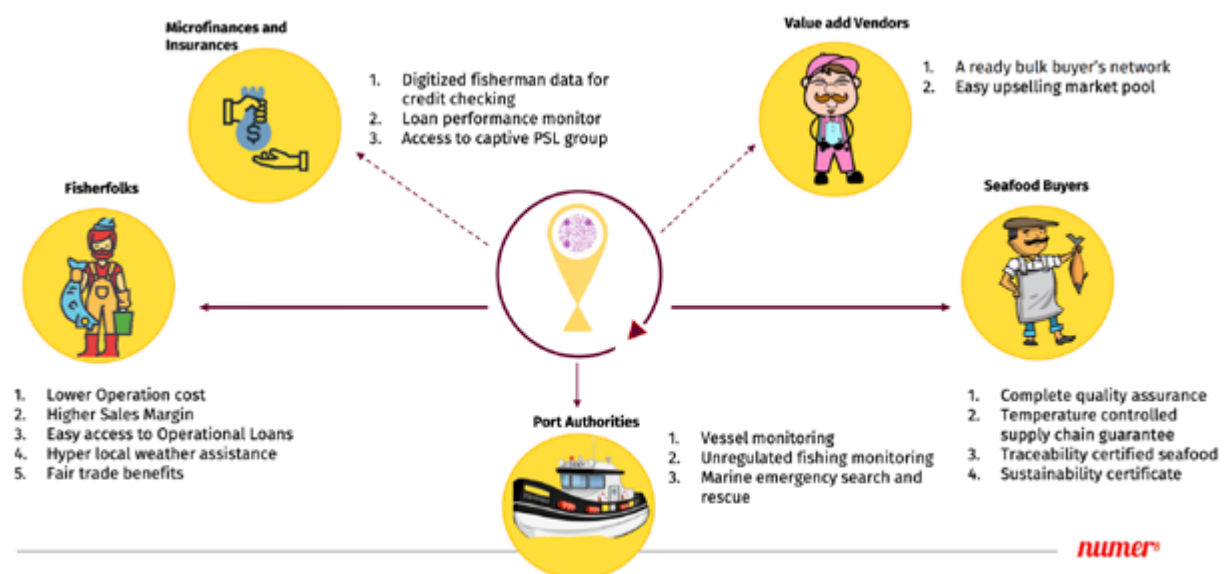 Microfinances and
Insurances
1. Digitized fisherman data for
credit checking
2. Loan performance monitor
3. Access to captive PSL group
Value add Vendors
1. A ready bulk buyer's network
2. Easy upselling market pool
Fisherfolks
1. Lower Operation cost
2. Higher Sales Margin
3. Easy access to Operational Loans
4. Hyper local weather assistance
5. Fair trade benefits
Port Authorities
1. Vessel monitoring
2. Unregulated fishing monitoring
3. Marine emergency search and
rescue
Seafood Buyers
1. Complete quality assurance
2. Temperature controlled
supply chain guarantee
3. Traceability certified seafood
4. Sustainability certificate
$
numer8